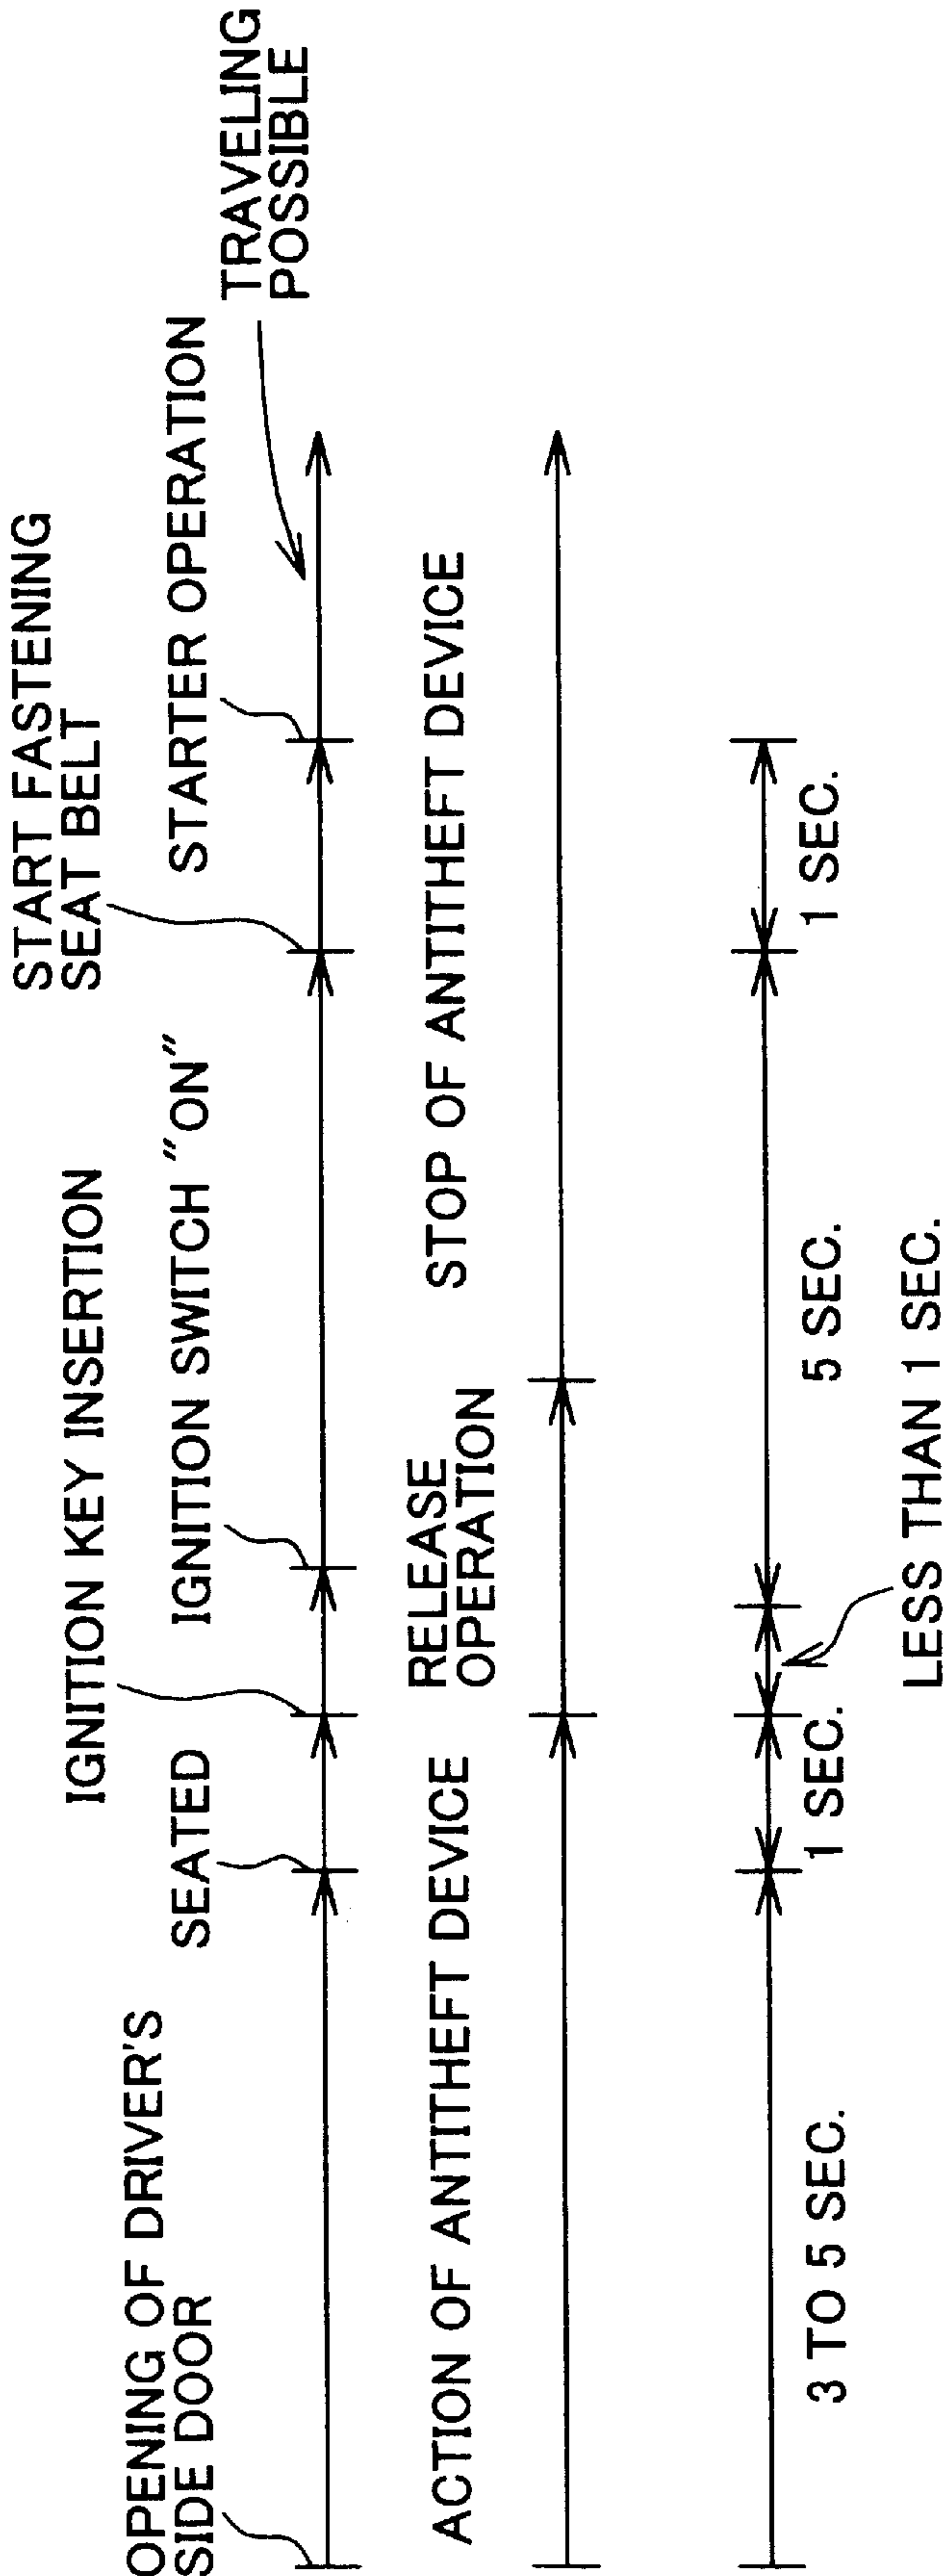 OPENING OF DRIVER'S
SIDE DOOR
SEATED
IGNITION KEY INSERTION
IGNITION SWITCH "ON"
START FASTENING
SEAT BELT
STARTER OPERATION
TRAVELING
POSSIBLE
ACTION OF ANTITHEFT DEVICE
RELEASE
OPERATION
STOP OF ANTITHEFT DEVICE
3 TO 5 SEC.
1 SEC.
LESS THAN 1 SEC.
5 SEC.
1 SEC.